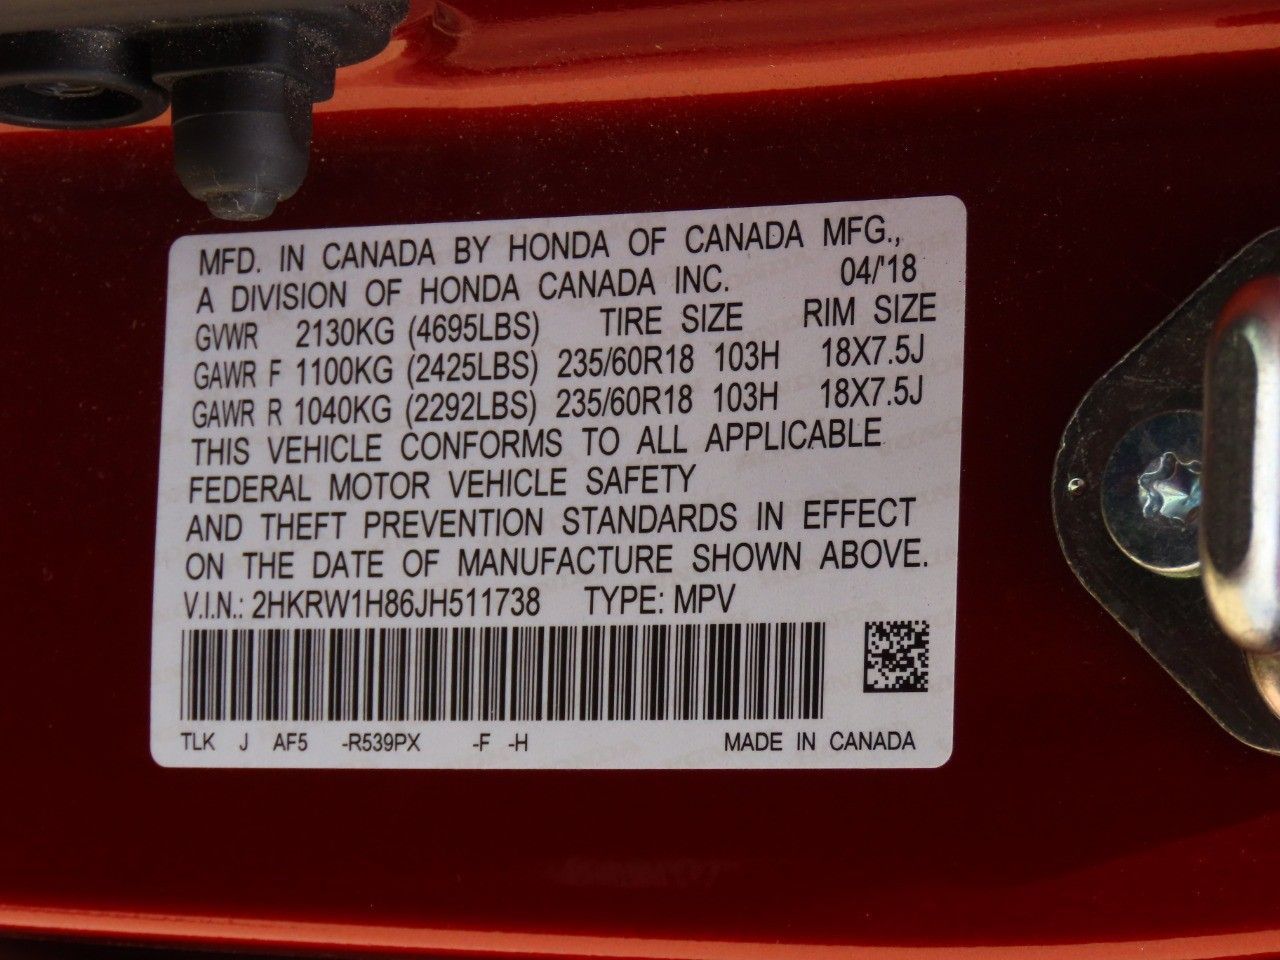 MFD. IN CANADA BY HONDA OF CANADA MFG.,
A DIVISION OF HONDA CANADA INC. 04/'18
GVWR 2130KG (4695LBS) TIRE SIZE RIM SIZE
GAWR F 1100KG (2425LBS) 235/60R18 103H 18X7.5J
GAWR R 1040KG (2292LBS) 235/60R18 103H 18X7.5J
THIS VEHICLE CONFORMS TO ALL APPLICABLE
FEDERAL MOTOR VEHICLE SAFETY
AND THEFT PREVENTION STANDARDS IN EFFECT
ON THE DATE OF MANUFACTURE SHOWN ABOVE.
V.I.N.: 2HKRW1H86JH511738 TYPE: MPV
TLK J AF5 -R539PX -F -H MADE IN CANADA